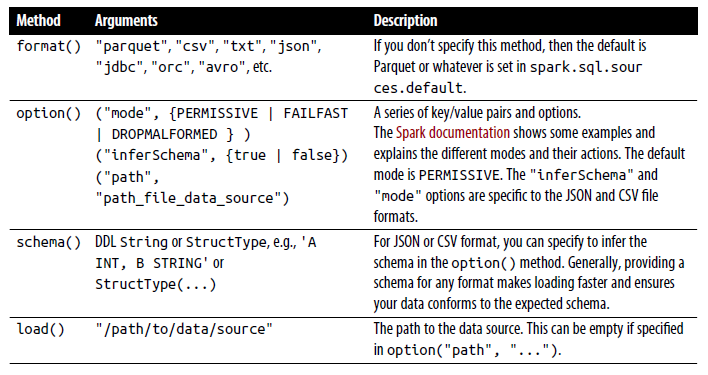 Method Arguments Description
format() "parquet", "csv", "txt", "json", If you don't specify this method, then the default is
"jdbc", "orc", "avro", etc. Parquet or whatever is set in spark.sql.sour
ces.default.
option() ("mode", {PERMISSIVE | FAILFAST A series of key/value pairs and options.
| DROPMALFORMED } ) The Spark documentation shows some examples and
("inferSchema", {true | false}) explains the different modes and their actions. The default
("path", mode is PERMISSIVE. The "inferSchema" and
"path_file_data_source") "mode" options are specific to the JSON and CSV file
formats.
schema() DDL String or StructType, e.g., 'A For JSON or CSV format, you can specify to infer the
INT, B STRING' or schema in the option() method. Generally, providing a
StructType(...) schema for any format makes loading faster and ensures
your data conforms to the expected schema.
load() "/path/to/data/source" The path to the data source. This can be empty if specified
in option("path", "...").